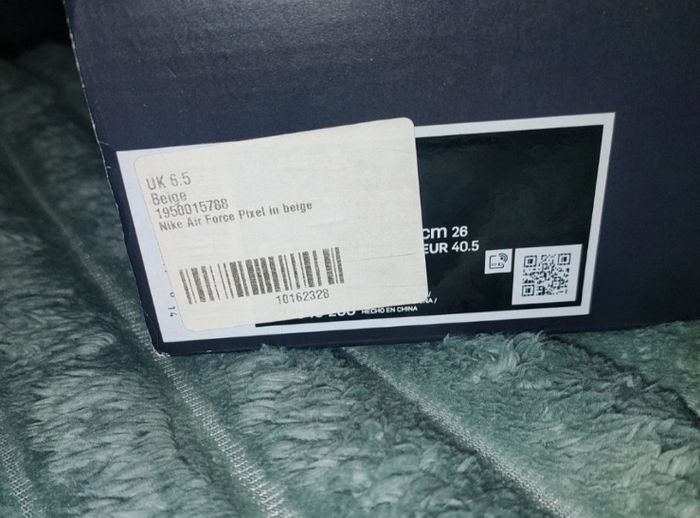 UK 6.5
Beige
1950015788
Nike Air Force Pixel in beige
10162328
cm 26
EUR 40.5
HECHO EN CHINA